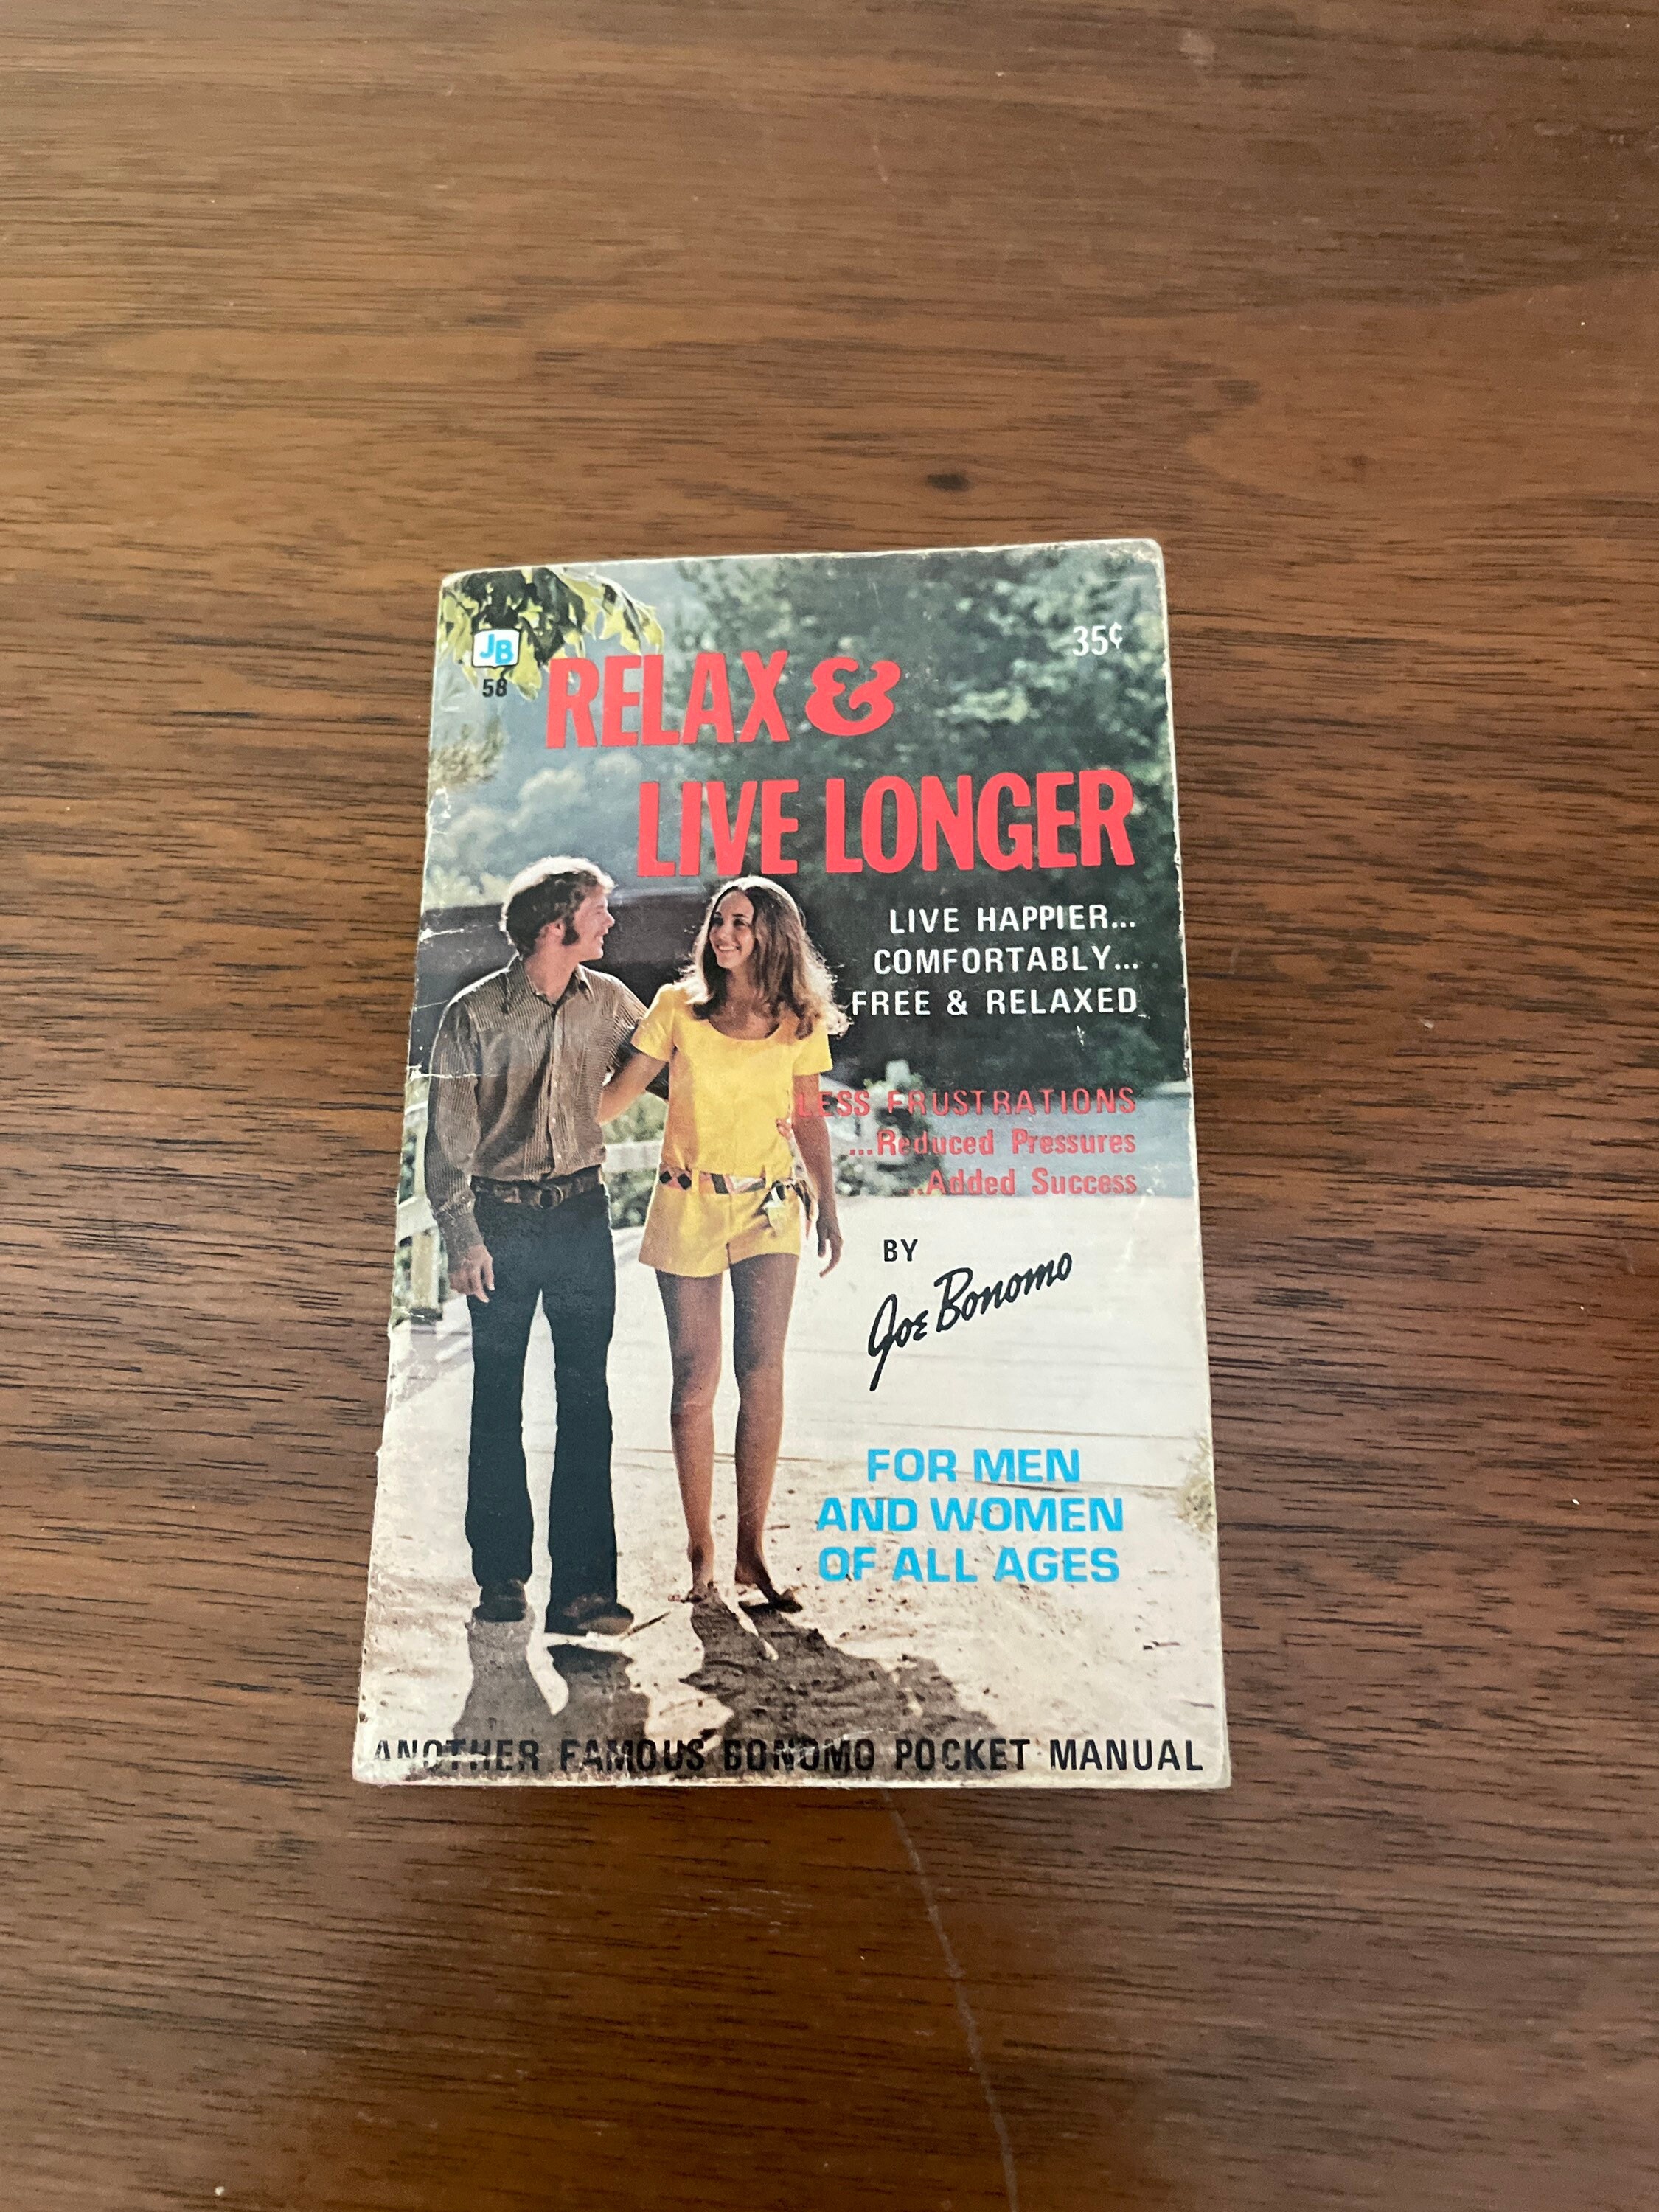 JB
58
35¢
RELAX &
LIVE LONGER
LIVE HAPPIER...
COMFORTABLY...
FREE & RELAXED
LESS FRUSTRATIONS
...Reduced Pressures
...Added Success
BY
Joe Bonomo
FOR MEN
AND WOMEN
OF ALL AGES
ANOTHER FAMOUS BONOMO POCKET MANUAL